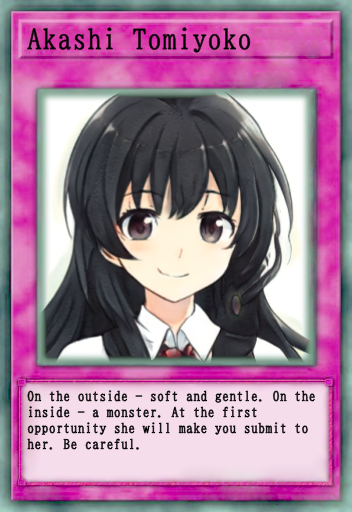 Akashi Tomiyoko
On the outside - soft and gentle. On the
inside - a monster. At the first
opportunity she will make you submit to
her. Be careful.